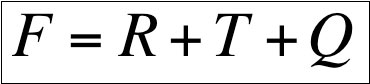 F = R + T + Q